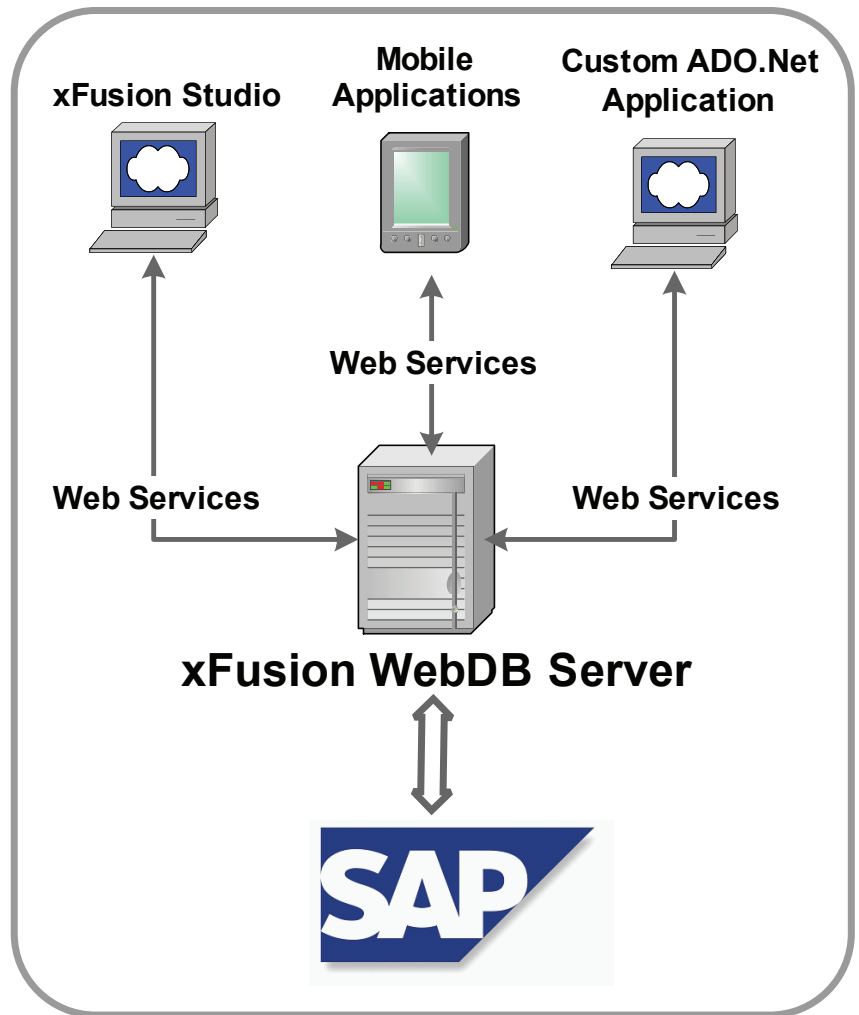 xFusion Studio
Mobile
Applications
Custom ADO.Net
Application
Web Services
Web Services
Web Services
xFusion WebDB Server
SAP